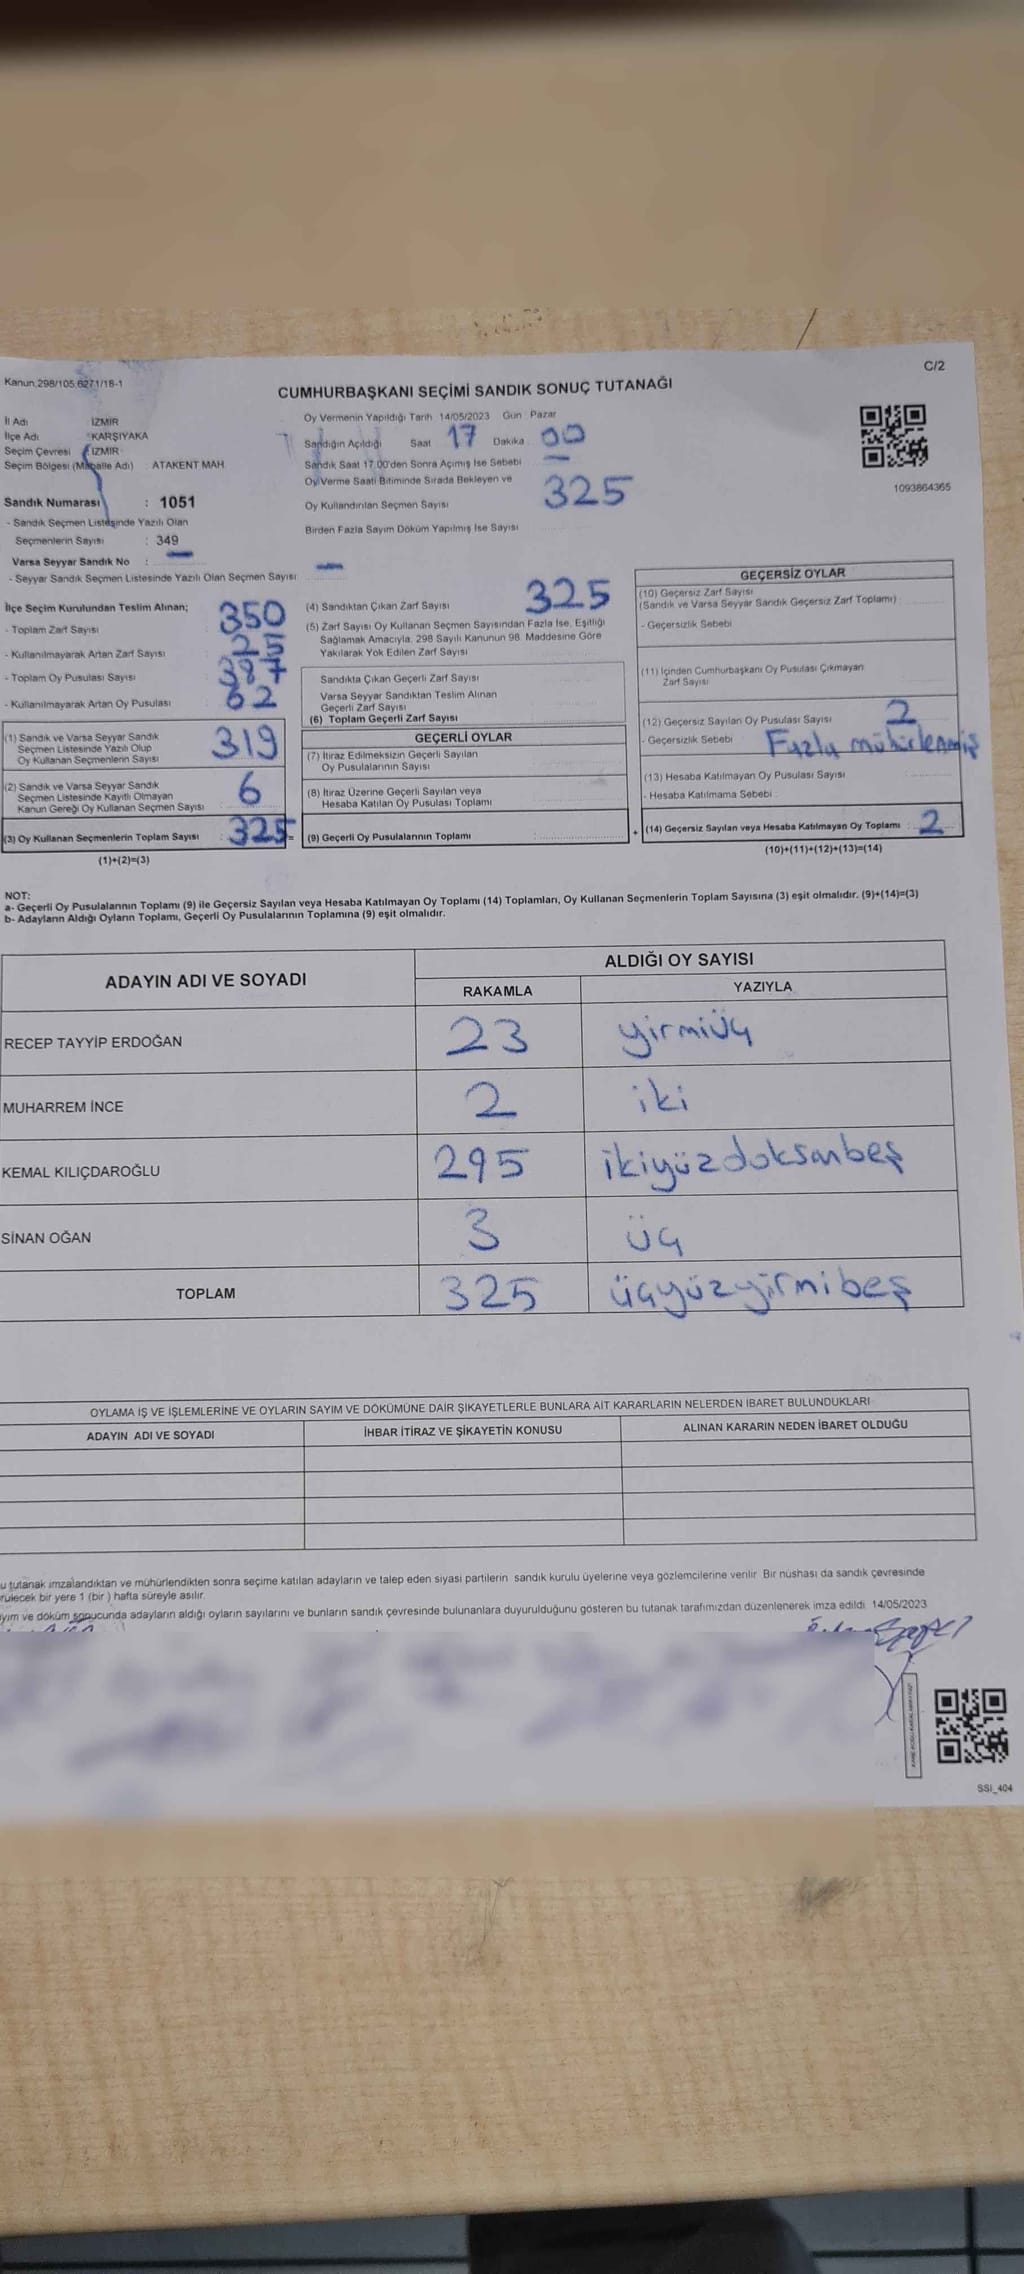 Kanun,298/105,6271/18-1
C/2
CUMHURBAŞKANI SEÇİMİ SANDIK SONUÇ TUTANAĞI
İl Adı : İZMİR
İlçe Adı : KARŞIYAKA
Seçim Çevresi : İZMİR
Seçim Bölgesi (Mahalle Adı) : ATAKENT MAH
Sandık Numarası : 1051
- Sandık Seçmen Listesinde Yazılı Olan
Seçmenlerin Sayısı : 349
Varsa Seyyar Sandık No : —
- Seyyar Sandık Seçmen Listesinde Yazılı Olan Seçmen Sayısı : —
Oy Vermenin Yapıldığı Tarih 14/05/2023 Gün Pazar
Sandığın Açıldığı Saat 17 Dakika 00
Sandık Saat 17.00'den Sonra Açımış İse Sebebi —
Oy Verme Saati Bitiminde Sırada Bekleyen ve
Oy Kullandırılan Seçmen Sayısı 325
Birden Fazla Sayım Döküm Yapılmış İse Sayısı
1093864365
İlçe Seçim Kurulundan Teslim Alınan;
- Toplam Zarf Sayısı : 350
- Kullanılmayarak Artan Zarf Sayısı : 25
- Toplam Oy Pusulası Sayısı : 387
- Kullanılmayarak Artan Oy Pusulası : 62
(1) Sandık ve Varsa Seyyar Sandık
Seçmen Listesinde Yazılı Olup
Oy Kullanan Seçmenlerin Sayısı 319
(2) Sandık ve Varsa Seyyar Sandık
Seçmen Listesinde Kayıtlı Olmayan
Kanun Gereği Oy Kullanan Seçmen Sayısı : 6
(3) Oy Kullanan Seçmenlerin Toplam Sayısı : 325 =
(1)+(2)=(3)
(4) Sandıktan Çıkan Zarf Sayısı 325
(5) Zarf Sayısı Oy Kullanan Seçmen Sayısından Fazla İse, Eşitliği
Sağlamak Amacıyla, 298 Sayılı Kanunun 98. Maddesine Göre
Yakılarak Yok Edilen Zarf Sayısı
Sandıkta Çıkan Geçerli Zarf Sayısı
Varsa Seyyar Sandıktan Teslim Alınan
Geçerli Zarf Sayısı
(6) Toplam Geçerli Zarf Sayısı
GEÇERLİ OYLAR
(7) İtiraz Edilmeksizin Geçerli Sayılan
Oy Pusulalarının Sayısı
(8) İtiraz Üzerine Geçerli Sayılan veya
Hesaba Katılan Oy Pusulası Toplamı
(9) Geçerli Oy Pusulalarının Toplamı : +
GEÇERSİZ OYLAR
(10) Geçersiz Zarf Sayısı
(Sandık ve Varsa Seyyar Sandık Geçersiz Zarf Toplamı)
- Geçersizlik Sebebi
(11) İçinden Cumhurbaşkanı Oy Pusulası Çıkmayan
Zarf Sayısı
(12) Geçersiz Sayılan Oy Pusulası Sayısı 2
- Geçersizlik Sebebi Fazla mühürlenmiş
(13) Hesaba Katılmayan Oy Pusulası Sayısı
- Hesaba Katılmama Sebebi :
(14) Geçersiz Sayılan veya Hesaba Katılmayan Oy Toplamı : 2
(10)+(11)+(12)+(13)=(14)
NOT:
a- Geçerli Oy Pusulalarının Toplamı (9) ile Geçersiz Sayılan veya Hesaba Katılmayan Oy Toplamı (14) Toplamları, Oy Kullanan Seçmenlerin Toplam Sayısına (3) eşit olmalıdır. (9)+(14)=(3)
b- Adayların Aldığı Oyların Toplamı, Geçerli Oy Pusulalarının Toplamına (9) eşit olmalıdır.
ADAYIN ADI VE SOYADI
ALDIĞI OY SAYISI
RAKAMLA YAZIYLA
RECEP TAYYİP ERDOĞAN 23 yirmiüç
MUHARREM İNCE 2 iki
KEMAL KILIÇDAROĞLU 295 ikiyüzdoksanbeş
SİNAN OĞAN 3 üç
TOPLAM 325 üçyüzyirmibeş
OYLAMA İŞ VE İŞLEMLERİNE VE OYLARIN SAYIM VE DÖKÜMÜNE DAİR ŞİKAYETLERLE BUNLARA AİT KARARLARIN NELERDEN İBARET BULUNDUKLARI
ADAYIN ADI VE SOYADI İHBAR İTİRAZ VE ŞİKAYETİN KONUSU ALINAN KARARIN NEDEN İBARET OLDUĞU
u tutanak imzalandıktan ve mühürlendikten sonra seçime katılan adayların ve talep eden siyasi partilerin sandık kurulu üyelerine veya gözlemcilerine verilir Bir nüshası da sandık çevresinde
rülecek bir yere 1 (bir) hafta süreyle asılır.
ayım ve döküm sonucunda adayların aldığı oyların sayılarını ve bunların sandık çevresinde bulunanlara duyurulduğunu gösteren bu tutanak tarafımızdan düzenlenerek imza edildi 14/05/2023
SSİ_404